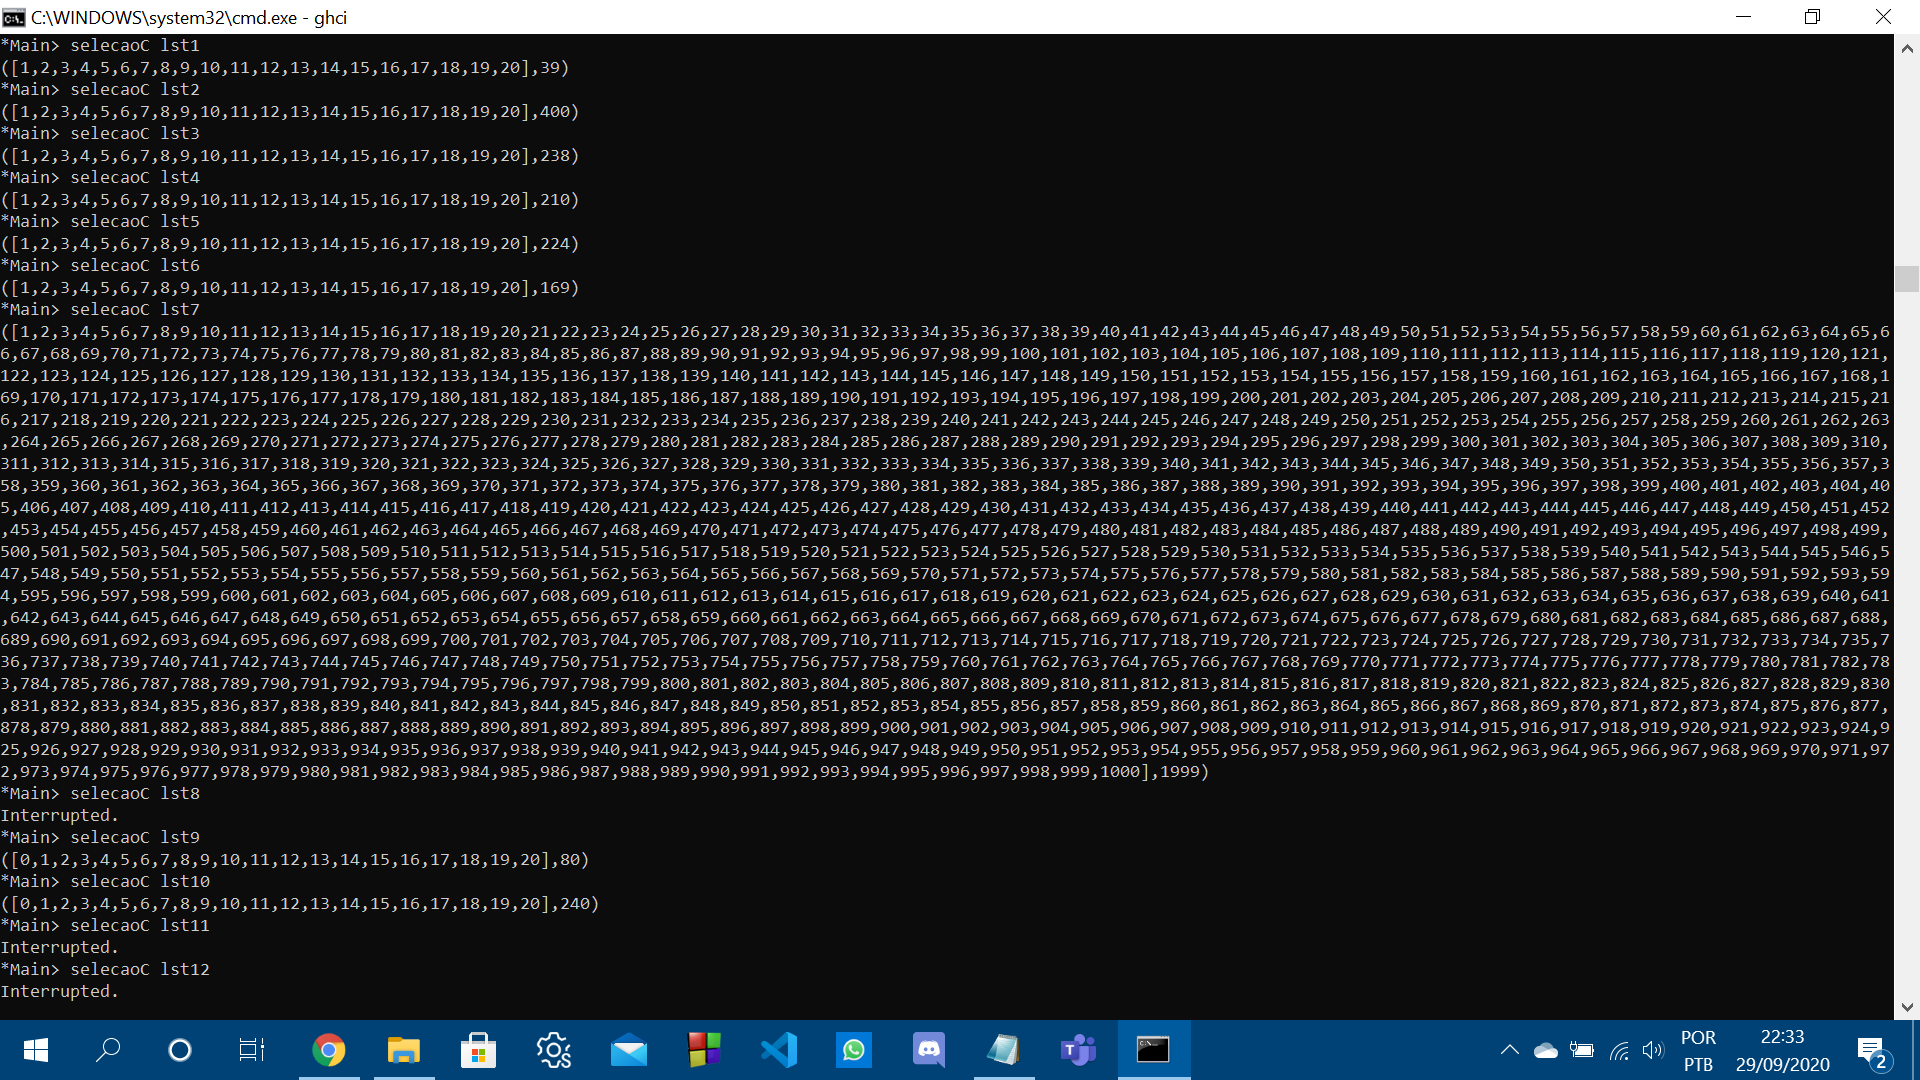 C:\WINDOWS\system32\cmd.exe - ghci
*Main> selecaoC lst1
([1,2,3,4,5,6,7,8,9,10,11,12,13,14,15,16,17,18,19,20],39)
*Main> selecaoC lst2
([1,2,3,4,5,6,7,8,9,10,11,12,13,14,15,16,17,18,19,20],400)
*Main> selecaoC lst3
([1,2,3,4,5,6,7,8,9,10,11,12,13,14,15,16,17,18,19,20],238)
*Main> selecaoC lst4
([1,2,3,4,5,6,7,8,9,10,11,12,13,14,15,16,17,18,19,20],210)
*Main> selecaoC lst5
([1,2,3,4,5,6,7,8,9,10,11,12,13,14,15,16,17,18,19,20],224)
*Main> selecaoC lst6
([1,2,3,4,5,6,7,8,9,10,11,12,13,14,15,16,17,18,19,20],169)
*Main> selecaoC lst7
([1,2,3,4,5,6,7,8,9,10,11,12,13,14,15,16,17,18,19,20,21,22,23,24,25,26,27,28,29,30,31,32,33,34,35,36,37,38,39,40,41,42,43,44,45,46,47,48,49,50,51,52,53,54,55,56,57,58,59,60,61,62,63,64,65,6
6,67,68,69,70,71,72,73,74,75,76,77,78,79,80,81,82,83,84,85,86,87,88,89,90,91,92,93,94,95,96,97,98,99,100,101,102,103,104,105,106,107,108,109,110,111,112,113,114,115,116,117,118,119,120,121,
122,123,124,125,126,127,128,129,130,131,132,133,134,135,136,137,138,139,140,141,142,143,144,145,146,147,148,149,150,151,152,153,154,155,156,157,158,159,160,161,162,163,164,165,166,167,168,1
69,170,171,172,173,174,175,176,177,178,179,180,181,182,183,184,185,186,187,188,189,190,191,192,193,194,195,196,197,198,199,200,201,202,203,204,205,206,207,208,209,210,211,212,213,214,215,21
6,217,218,219,220,221,222,223,224,225,226,227,228,229,230,231,232,233,234,235,236,237,238,239,240,241,242,243,244,245,246,247,248,249,250,251,252,253,254,255,256,257,258,259,260,261,262,263
,264,265,266,267,268,269,270,271,272,273,274,275,276,277,278,279,280,281,282,283,284,285,286,287,288,289,290,291,292,293,294,295,296,297,298,299,300,301,302,303,304,305,306,307,308,309,310,
311,312,313,314,315,316,317,318,319,320,321,322,323,324,325,326,327,328,329,330,331,332,333,334,335,336,337,338,339,340,341,342,343,344,345,346,347,348,349,350,351,352,353,354,355,356,357,3
58,359,360,361,362,363,364,365,366,367,368,369,370,371,372,373,374,375,376,377,378,379,380,381,382,383,384,385,386,387,388,389,390,391,392,393,394,395,396,397,398,399,400,401,402,403,404,40
5,406,407,408,409,410,411,412,413,414,415,416,417,418,419,420,421,422,423,424,425,426,427,428,429,430,431,432,433,434,435,436,437,438,439,440,441,442,443,444,445,446,447,448,449,450,451,452
,453,454,455,456,457,458,459,460,461,462,463,464,465,466,467,468,469,470,471,472,473,474,475,476,477,478,479,480,481,482,483,484,485,486,487,488,489,490,491,492,493,494,495,496,497,498,499,
500,501,502,503,504,505,506,507,508,509,510,511,512,513,514,515,516,517,518,519,520,521,522,523,524,525,526,527,528,529,530,531,532,533,534,535,536,537,538,539,540,541,542,543,544,545,546,5
47,548,549,550,551,552,553,554,555,556,557,558,559,560,561,562,563,564,565,566,567,568,569,570,571,572,573,574,575,576,577,578,579,580,581,582,583,584,585,586,587,588,589,590,591,592,593,59
4,595,596,597,598,599,600,601,602,603,604,605,606,607,608,609,610,611,612,613,614,615,616,617,618,619,620,621,622,623,624,625,626,627,628,629,630,631,632,633,634,635,636,637,638,639,640,641
,642,643,644,645,646,647,648,649,650,651,652,653,654,655,656,657,658,659,660,661,662,663,664,665,666,667,668,669,670,671,672,673,674,675,676,677,678,679,680,681,682,683,684,685,686,687,688,
689,690,691,692,693,694,695,696,697,698,699,700,701,702,703,704,705,706,707,708,709,710,711,712,713,714,715,716,717,718,719,720,721,722,723,724,725,726,727,728,729,730,731,732,733,734,735,7
36,737,738,739,740,741,742,743,744,745,746,747,748,749,750,751,752,753,754,755,756,757,758,759,760,761,762,763,764,765,766,767,768,769,770,771,772,773,774,775,776,777,778,779,780,781,782,78
3,784,785,786,787,788,789,790,791,792,793,794,795,796,797,798,799,800,801,802,803,804,805,806,807,808,809,810,811,812,813,814,815,816,817,818,819,820,821,822,823,824,825,826,827,828,829,830
,831,832,833,834,835,836,837,838,839,840,841,842,843,844,845,846,847,848,849,850,851,852,853,854,855,856,857,858,859,860,861,862,863,864,865,866,867,868,869,870,871,872,873,874,875,876,877,
878,879,880,881,882,883,884,885,886,887,888,889,890,891,892,893,894,895,896,897,898,899,900,901,902,903,904,905,906,907,908,909,910,911,912,913,914,915,916,917,918,919,920,921,922,923,924,9
25,926,927,928,929,930,931,932,933,934,935,936,937,938,939,940,941,942,943,944,945,946,947,948,949,950,951,952,953,954,955,956,957,958,959,960,961,962,963,964,965,966,967,968,969,970,971,97
2,973,974,975,976,977,978,979,980,981,982,983,984,985,986,987,988,989,990,991,992,993,994,995,996,997,998,999,1000],1999)
*Main> selecaoC lst8
Interrupted.
*Main> selecaoC lst9
([0,1,2,3,4,5,6,7,8,9,10,11,12,13,14,15,16,17,18,19,20],80)
*Main> selecaoC lst10
([0,1,2,3,4,5,6,7,8,9,10,11,12,13,14,15,16,17,18,19,20],240)
*Main> selecaoC lst11
Interrupted.
*Main> selecaoC lst12
Interrupted.
POR 22:33
PTB 29/09/2020 2